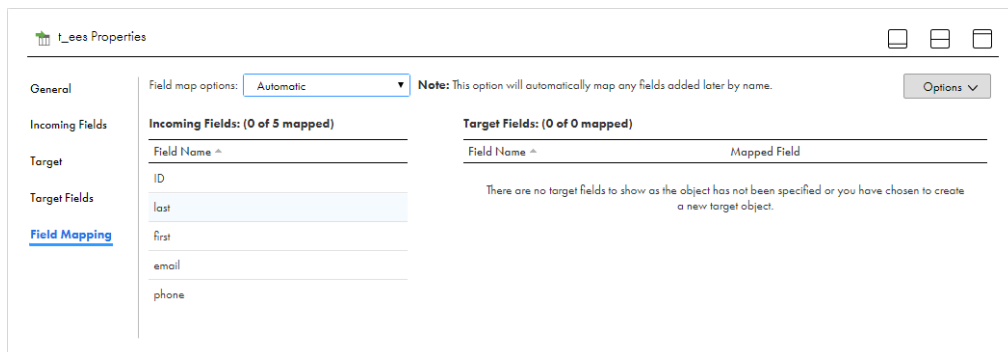 t_ees Properties
General
Incoming Fields
Target
Target Fields
Field Mapping
Field map options: Automatic Note: This option will automatically map any fields added later by name. Options
Incoming Fields: (0 of 5 mapped)
Field Name
ID
last
first
email
phone
Target Fields: (0 of 0 mapped)
Field Name Mapped Field
There are no target fields to show as the object has not been specified or you have chosen to create
a new target object.